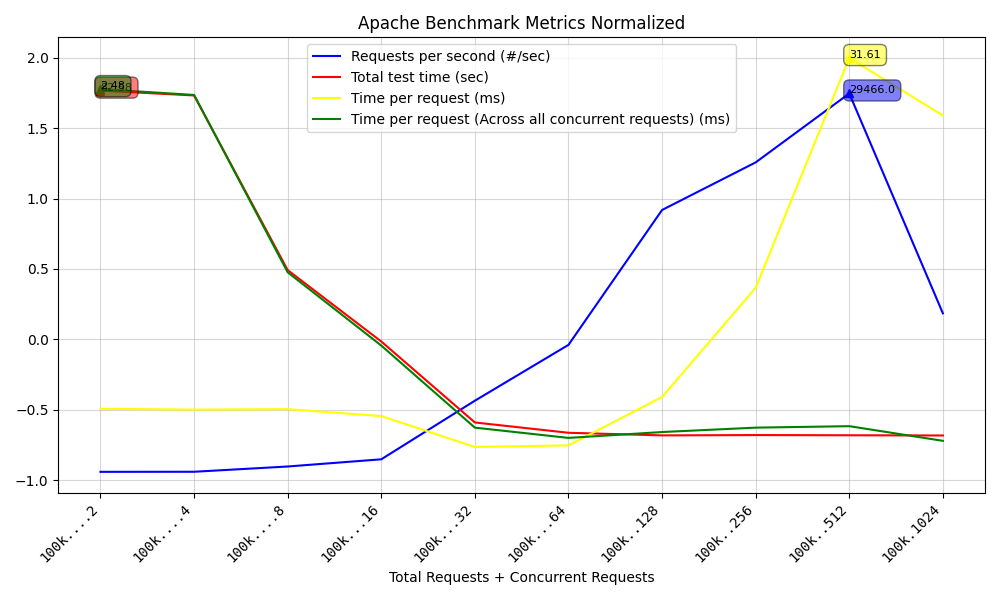 Apache Benchmark Metrics Normalized
Requests per second (#/sec)
Total test time (sec)
Time per request (ms)
Time per request (Across all concurrent requests) (ms)
31.61
29466.0
2.48
2.0
1.5
1.0
0.5
0.0
−0.5
−1.0
100k.....2
100k.....4
100k.....8
100k....16
100k....32
100k....64
100k...128
100k...256
100k...512
100k.1024
Total Requests + Concurrent Requests